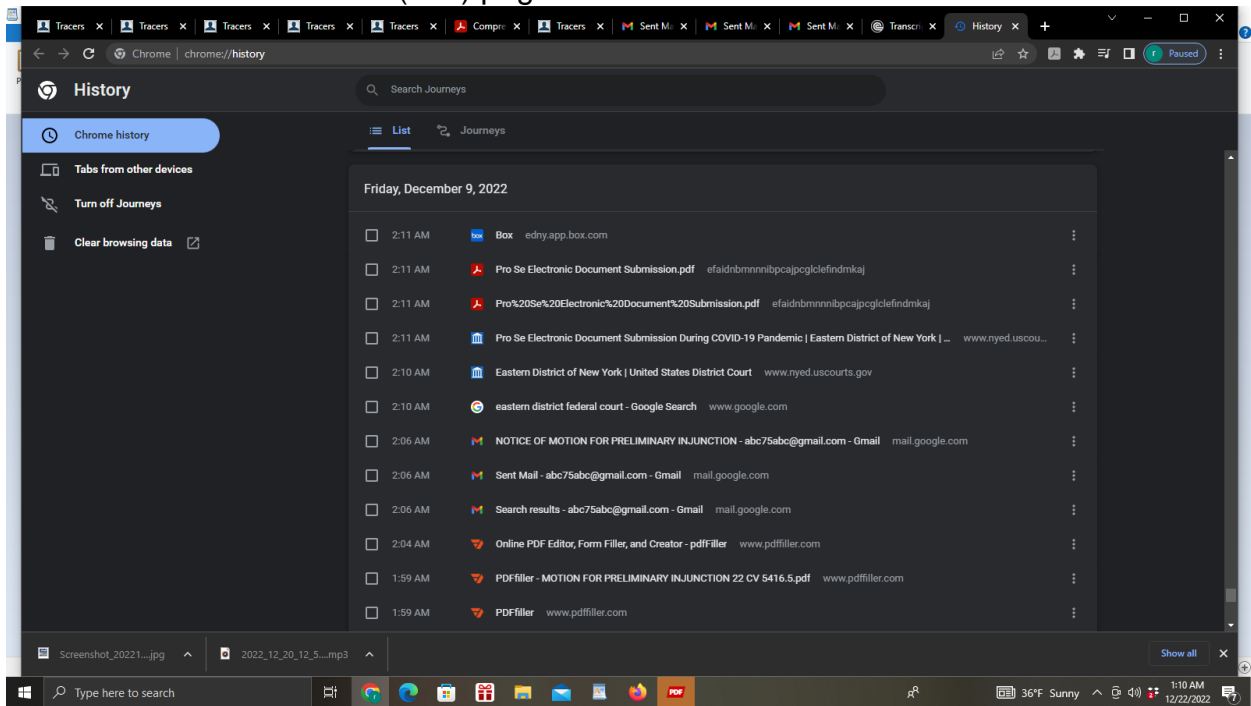 Tracers Tracers Tracers Tracers Tracers Compre Tracers Sent Ma Sent Ma Sent Ma Transcri History
Chrome | chrome://history Paused
History
Search Journeys
Chrome history
List Journeys
Tabs from other devices
Friday, December 9, 2022
Turn off Journeys
2:11 AM box Box edny.app.box.com
Clear browsing data
2:11 AM Pro Se Electronic Document Submission.pdf efaidnbmnnnibpcajpcglclefindmkaj
2:11 AM Pro%20Se%20Electronic%20Document%20Submission.pdf efaidnbmnnnibpcajpcglclefindmkaj
2:11 AM Pro Se Electronic Document Submission During COVID-19 Pandemic | Eastern District of New York | ... www.nyed.uscou...
2:10 AM Eastern District of New York | United States District Court www.nyed.uscourts.gov
2:10 AM eastern district federal court - Google Search www.google.com
2:06 AM NOTICE OF MOTION FOR PRELIMINARY INJUNCTION - abc75abc@gmail.com - Gmail mail.google.com
2:06 AM Sent Mail - abc75abc@gmail.com - Gmail mail.google.com
2:06 AM Search results - abc75abc@gmail.com - Gmail mail.google.com
2:04 AM Online PDF Editor, Form Filler, and Creator - pdfFiller www.pdffiller.com
1:59 AM PDFfiller - MOTION FOR PRELIMINARY INJUNCTION 22 CV 5416.5.pdf www.pdffiller.com
1:59 AM PDFfiller www.pdffiller.com
Screenshot_20221....jpg 2022_12_20_12_5....mp3 Show all
Type here to search PDF 36°F Sunny 1:10 AM
12/22/2022